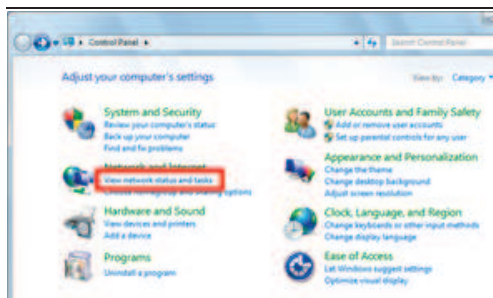 Control Panel
Search Control Panel
Adjust your computer's settings
View by: Category
System and Security
Review your computer's status
Back up your computer
Find and fix problems
Network and Internet
View network status and tasks
Choose homegroup and sharing options
Hardware and Sound
View devices and printers
Add a device
Programs
Uninstall a program
User Accounts and Family Safety
Add or remove user accounts
Set up parental controls for any user
Appearance and Personalization
Change the theme
Change desktop background
Adjust screen resolution
Clock, Language, and Region
Change keyboards or other input methods
Change display language
Ease of Access
Let Windows suggest settings
Optimize visual display